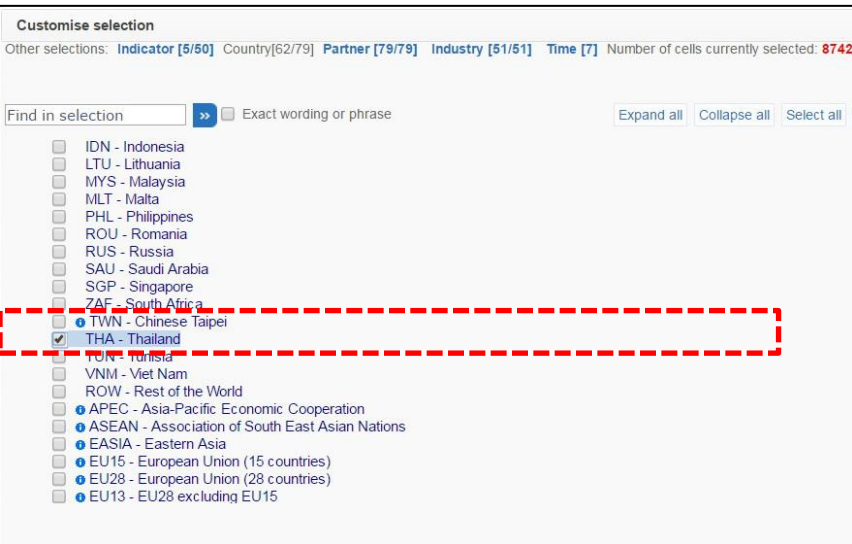 Customise selection
Other selections: Indicator [5/50] Country[62/79] Partner [79/79] Industry [51/51] Time [7] Number of cells currently selected: 8742
Find in selection » Exact wording or phrase Expand all Collapse all Select all
IDN - Indonesia
LTU - Lithuania
MYS - Malaysia
MLT - Malta
PHL - Philippines
ROU - Romania
RUS - Russia
SAU - Saudi Arabia
SGP - Singapore
ZAF - South Africa
TWN - Chinese Taipei
THA - Thailand
TUN - Tunisia
VNM - Viet Nam
ROW - Rest of the World
APEC - Asia-Pacific Economic Cooperation
ASEAN - Association of South East Asian Nations
EASIA - Eastern Asia
EU15 - European Union (15 countries)
EU28 - European Union (28 countries)
EU13 - EU28 excluding EU15